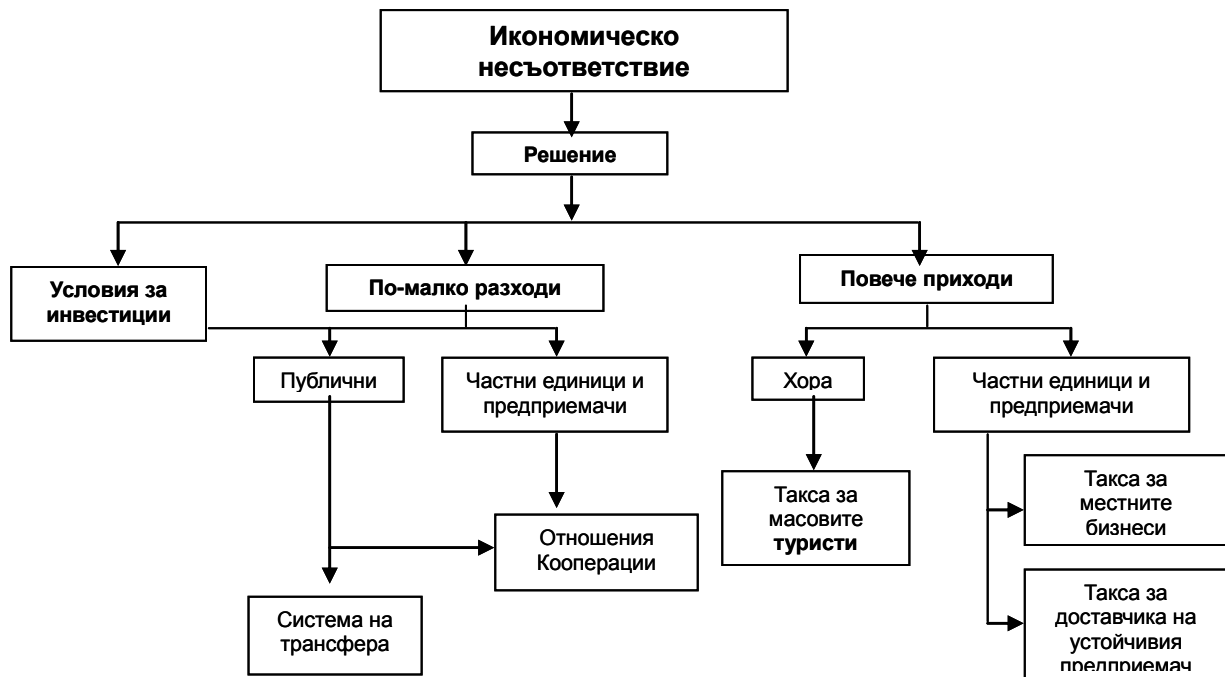 Икономическо
несъответствие
Решение
Условия за
инвестиции
По-малко разходи
Повече приходи
Публични
Частни единици и
предприемачи
Хора
Частни единици и
предприемачи
Такса за
масовите
туристи
Такса за
местните
бизнеси
Отношения
Кооперации
Система на
трансфера
Такса за
доставчика на
устойчивия
предприемач